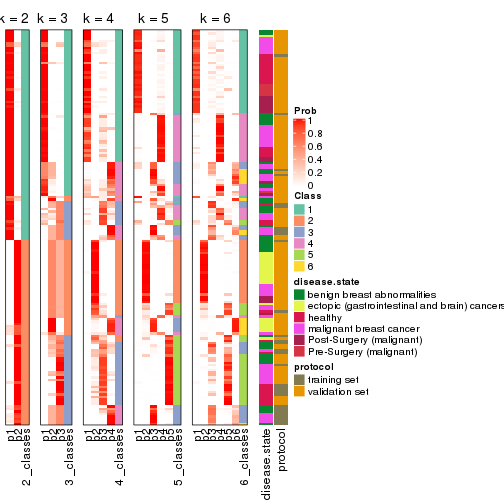 k = 2 k = 3 k = 4 k = 5 k = 6
Prob
1
0.8
0.6
0.4
0.2
0
Class
1
2
3
4
5
6
disease.state
benign breast abnormalities
ectopic (gastrointestinal and brain) cancers
healthy
malignant breast cancer
Post-Surgery (malignant)
Pre-Surgery (malignant)
protocol
training set
validation set
p1 p2 2_classes p1 p2 p3 3_classes p1 p2 p3 p4 4_classes p1 p2 p3 p4 p5 5_classes p1 p2 p3 p4 p5 p6 6_classes disease.state protocol